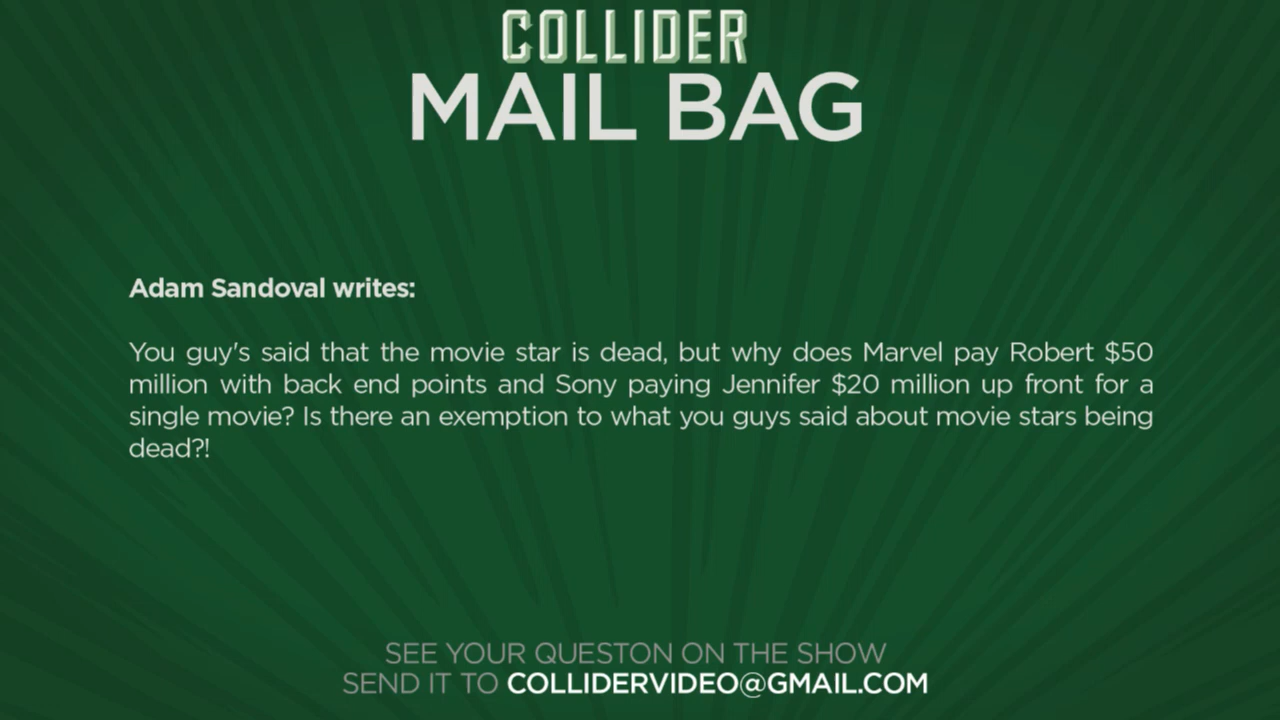 COLLIDER
MAIL BAG
Adam Sandoval writes:
You guy's said that the movie star is dead, but why does Marvel pay Robert $50
million with back end points and Sony paying Jennifer $20 million up front for a
single movie? Is there an exemption to what you guys said about movie stars being
dead?!
SEE YOUR QUESTON ON THE SHOW
SEND IT TO COLLIDERVIDEO@GMAIL.COM